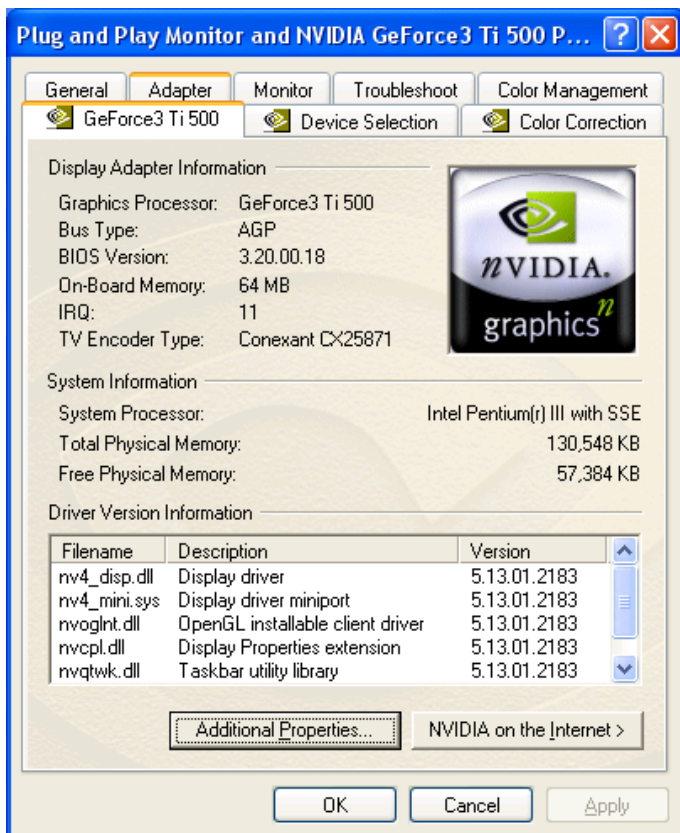 Plug and Play Monitor and NVIDIA GeForce3 Ti 500 P...
General Adapter Monitor Troubleshoot Color Management
GeForce3 Ti 500 Device Selection Color Correction
Display Adapter Information
Graphics Processor: GeForce3 Ti 500
Bus Type: AGP
BIOS Version: 3.20.00.18
On-Board Memory: 64 MB
IRQ: 11
TV Encoder Type: Conexant CX25871
nVIDIA.
graphics n
System Information
System Processor: Intel Pentium(r) III with SSE
Total Physical Memory: 130,548 KB
Free Physical Memory: 57,384 KB
Driver Version Information
Filename Description Version
nv4_disp.dll Display driver 5.13.01.2183
nv4_mini.sys Display driver miniport 5.13.01.2183
nvoglnt.dll OpenGL installable client driver 5.13.01.2183
nvcpl.dll Display Properties extension 5.13.01.2183
nvqtwk.dll Taskbar utility library 5.13.01.2183
Additional Properties... NVIDIA on the Internet >
OK Cancel Apply